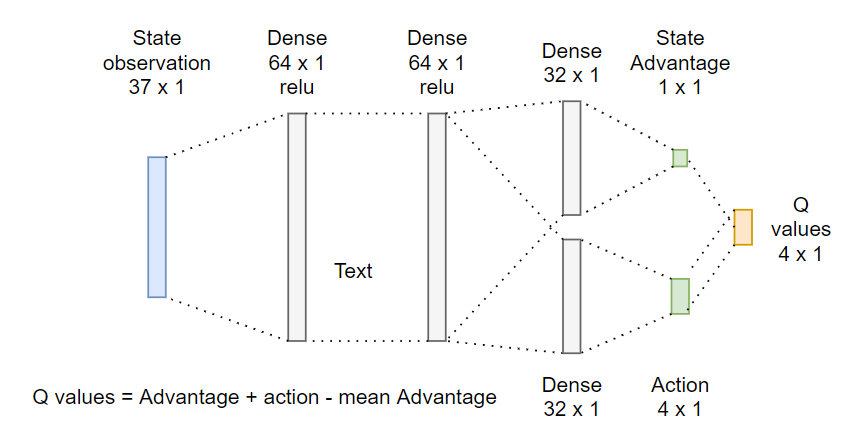 State
observation
37 x 1
Dense
64 x 1
relu
Dense
64 x 1
relu
Dense
32 x 1
State
Advantage
1 x 1
Q
values
4 x 1
Text
Dense
32 x 1
Action
4 x 1
Q values = Advantage + action - mean Advantage